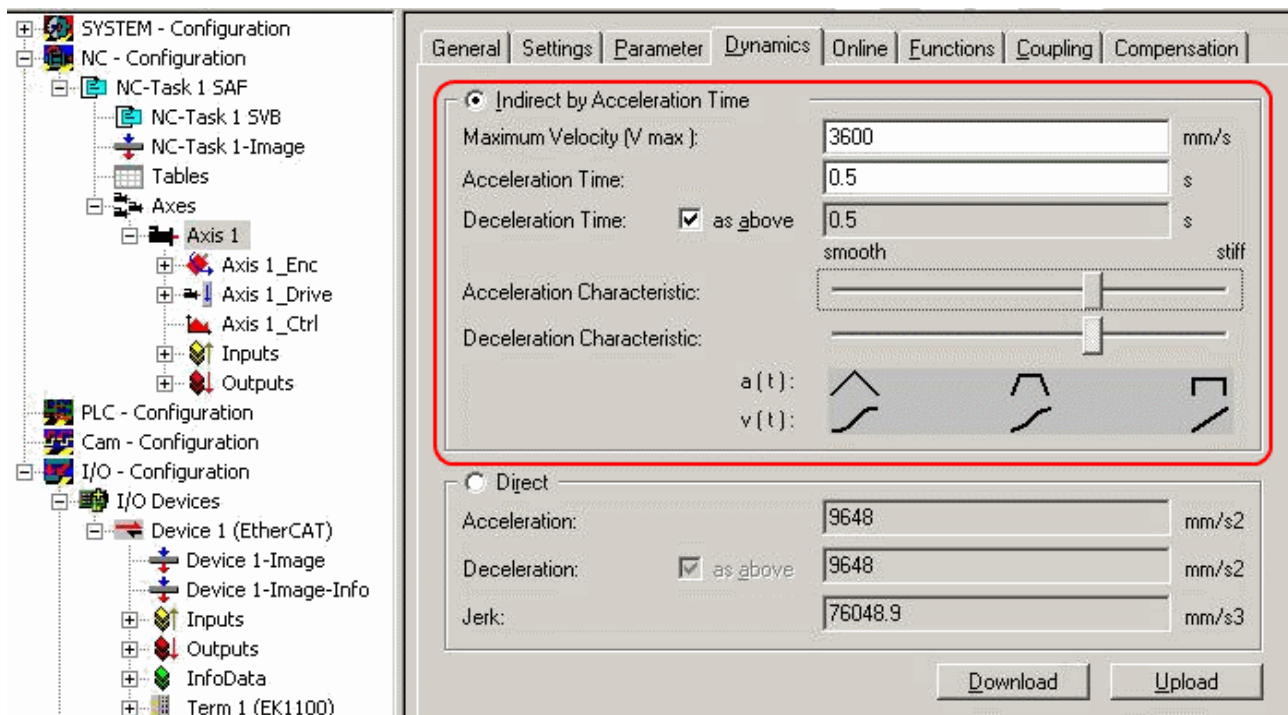 SYSTEM - Configuration
NC - Configuration
NC-Task 1 SAF
NC-Task 1 SVB
NC-Task 1-Image
Tables
Axes
Axis 1
Axis 1_Enc
Axis 1_Drive
Axis 1_Ctrl
Inputs
Outputs
PLC - Configuration
Cam - Configuration
I/O - Configuration
I/O Devices
Device 1 (EtherCAT)
Device 1-Image
Device 1-Image-Info
Inputs
Outputs
InfoData
Term 1 (EK1100)
General Settings Parameter Dynamics Online Functions Coupling Compensation
Indirect by Acceleration Time
Maximum Velocity (V max ): 3600 mm/s
Acceleration Time: 0.5 s
Deceleration Time: as above 0.5 s
smooth stiff
Acceleration Characteristic:
Deceleration Characteristic:
a(t):
v(t):
Direct
Acceleration: 9648 mm/s2
Deceleration: as above 9648 mm/s2
Jerk: 76048.9 mm/s3
Download Upload